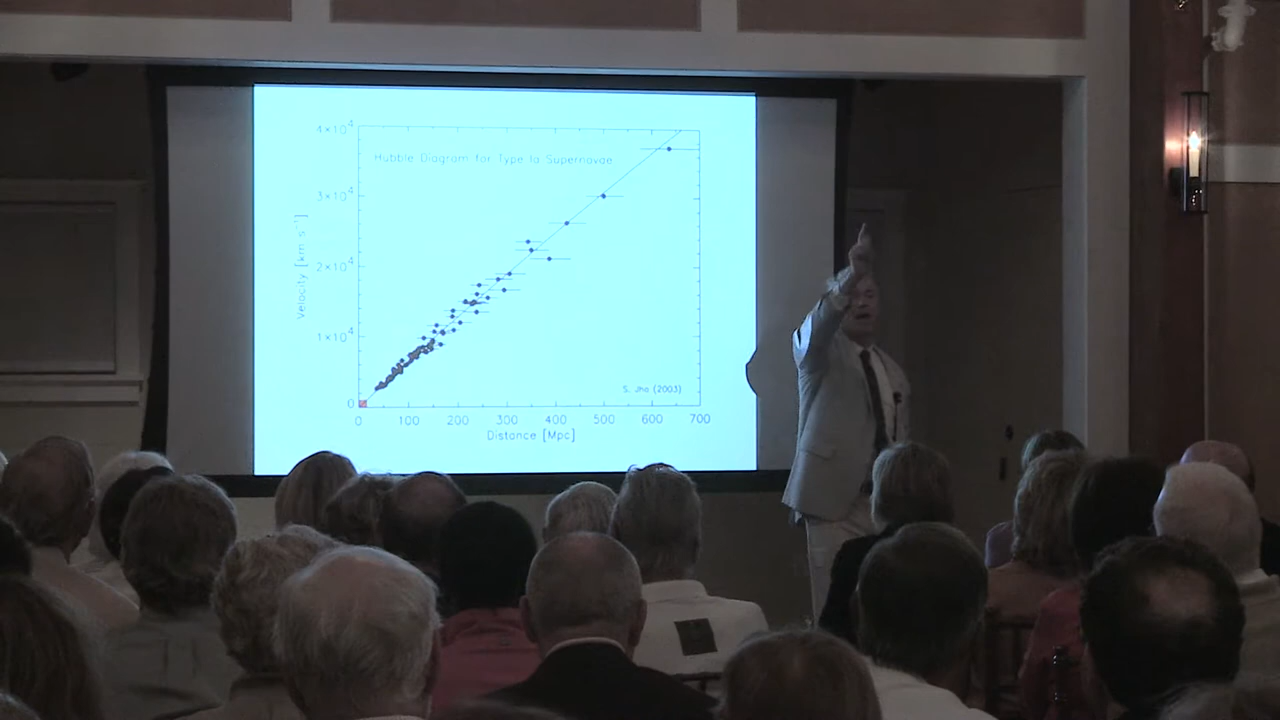 4×10⁴
Hubble Diagram for Type Ia Supernovae
3×10⁴
Velocity [km s⁻¹]
2×10⁴
1×10⁴
S. Jha (2003)
0
0 100 200 300 400 500 600 700
Distance [Mpc]